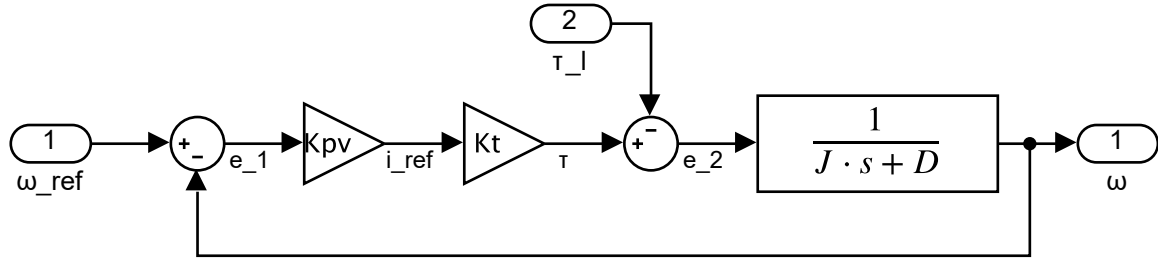 2
τ_l
1
ω_ref
+
−
e_1
Kpv
i_ref
Kt
τ
−
+
e_2
1
J · s + D
1
ω